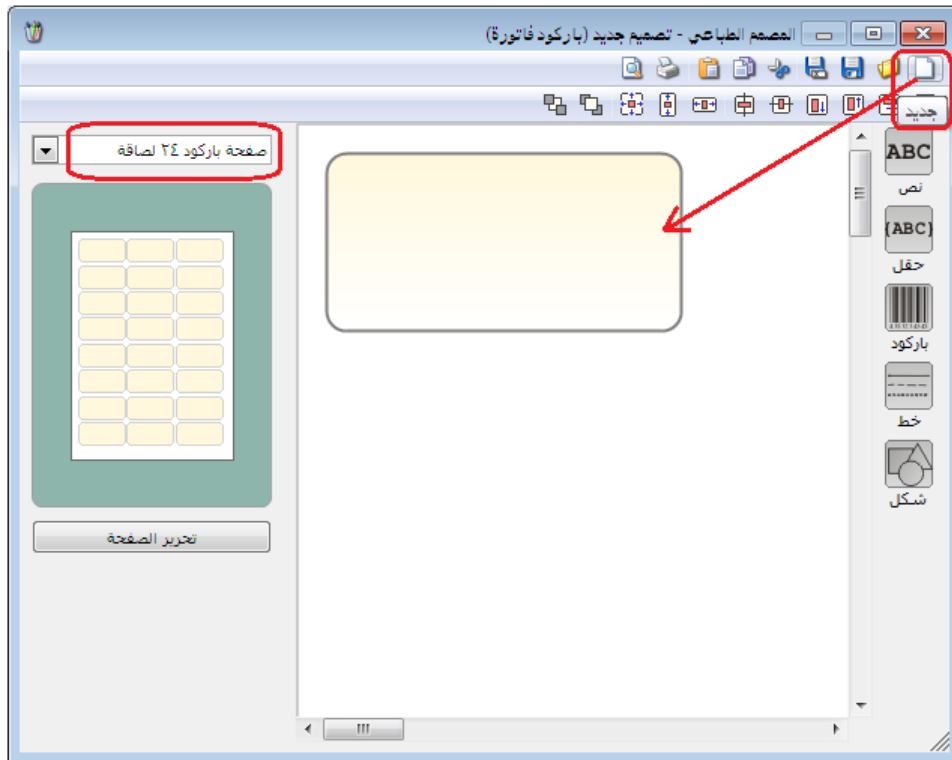 المصمم الطباعي - تصميم جديد (باركود فاتورة)
جديد
صفحة باركود ٢٤ لصاقة
ABC
نص
{ABC}
حقل
باركود
خط
شكل
تحرير الصفحة